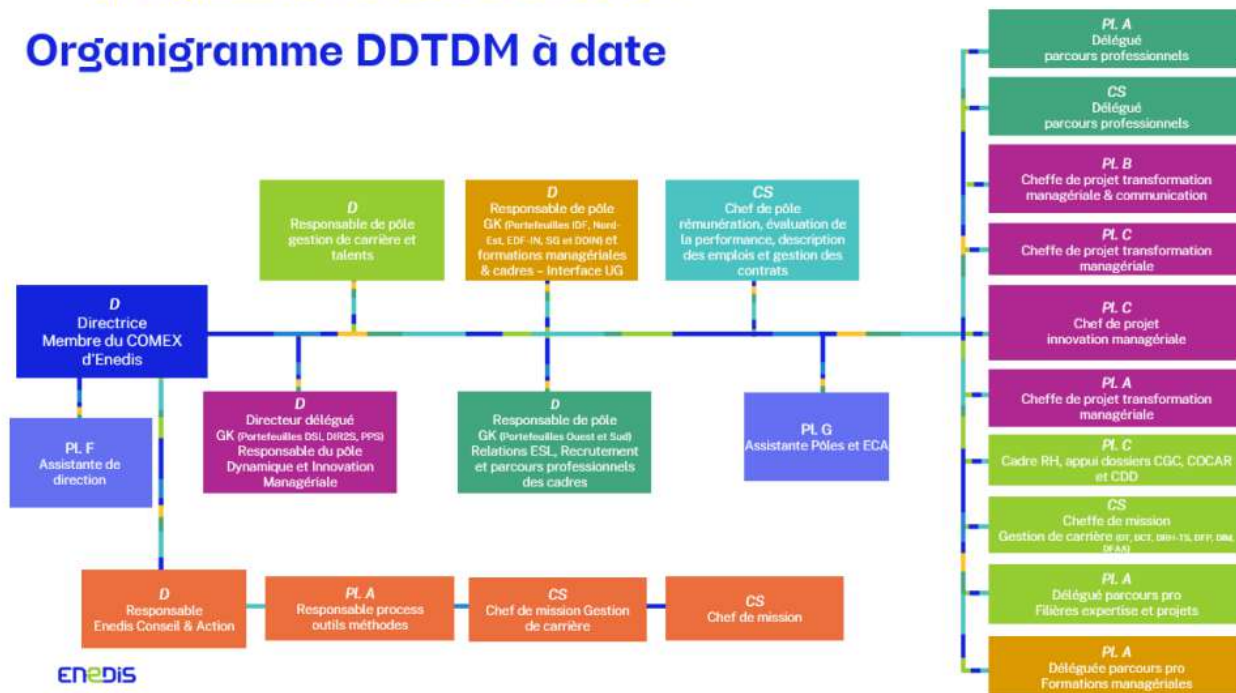 Organigramme DDTDM à date
D
Responsable de pôle
gestion de carrière et
talents
D
Responsable de pôle
GK (Portefeuilles IDF, Nord-
Est, EDF-IN, SG et DOIN) et
formations managériales
& cadres – Interface UG
CS
Chef de pôle
rémunération, évaluation de
la performance, description
des emplois et gestion des
contrats
D
Directrice
Membre du COMEX
d'Enedis
PL. F
Assistante de
direction
D
Directeur délégué
GK (Portefeuilles DSI, DIR2S, PPS)
Responsable du pôle
Dynamique et Innovation
Managériale
D
Responsable de pôle
GK (Portefeuilles Ouest et Sud)
Relations ESL, Recrutement
et parcours professionnels
des cadres
PL G
Assistante Pôles et ECA
D
Responsable
Enedis Conseil & Action
Pl. A
Responsable process
outils méthodes
CS
Chef de mission Gestion
de carrière
CS
Chef de mission
Pl. A
Délégué
parcours professionnels
CS
Délégué
parcours professionnels
Pl. B
Cheffe de projet transformation
managériale & communication
Pl. C
Cheffe de projet transformation
managériale
Pl. C
Chef de projet
innovation managériale
Pl. A
Cheffe de projet transformation
managériale
Pl. C
Cadre RH, appui dossiers CGC, COCAR
et CDD
CS
Cheffe de mission
Gestion de carrière (DT, DCT, DRH-TS, DFP, DIM,
Pl. A
Délégué parcours pro
Filières expertise et projets
Pl. A
Déléguée parcours pro
Formations managériales
ENEDIS